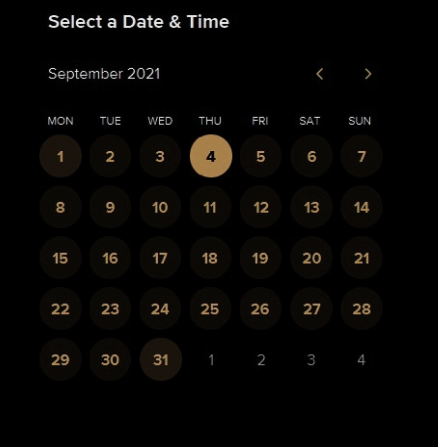 Select a Date & Time
September 2021
MON TUE WED THU FRI SAT SUN
1 2 3 4 5 6 7
8 9 10 11 12 13 14
15 16 17 18 19 20 21
22 23 24 25 26 27 28
29 30 31 1 2 3 4